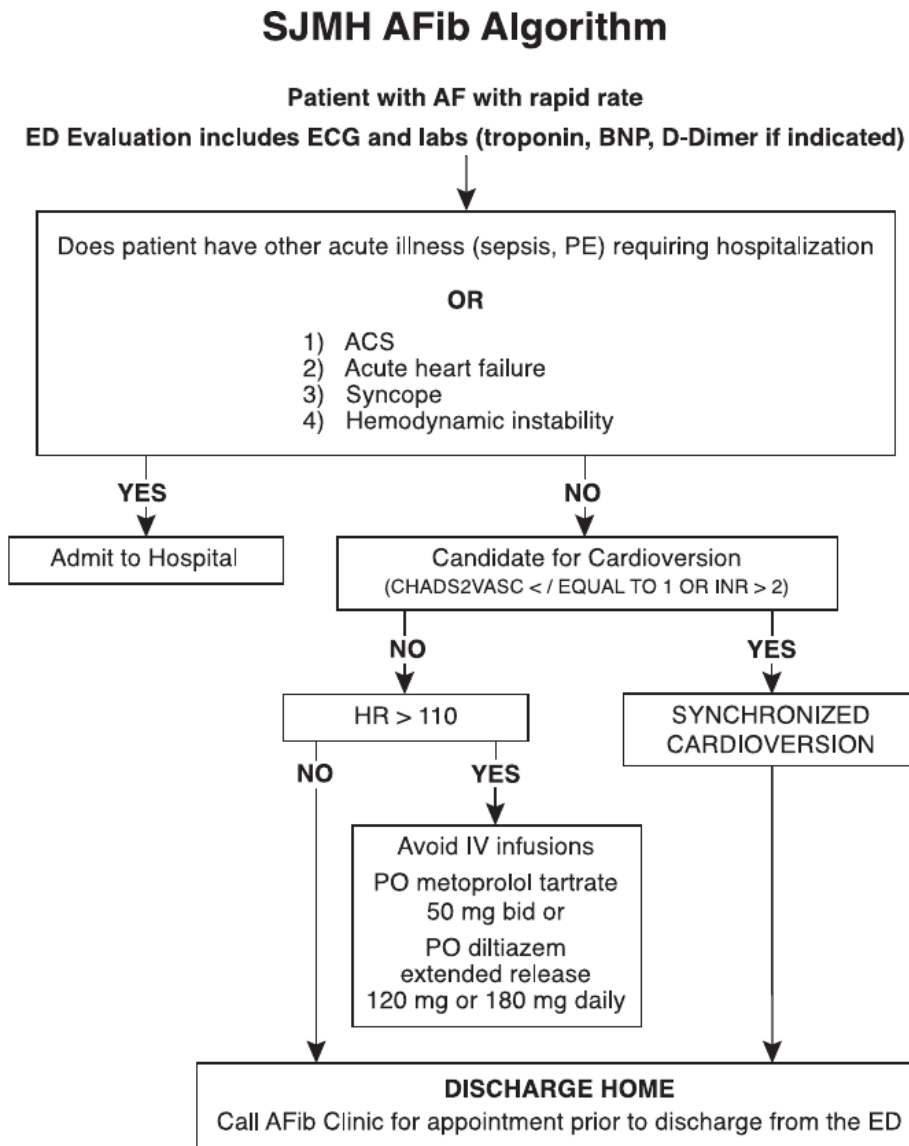 SJMH AFib Algorithm
Patient with AF with rapid rate
ED Evaluation includes ECG and labs (troponin, BNP, D-Dimer if indicated)
Does patient have other acute illness (sepsis, PE) requiring hospitalization
OR
1) ACS
2) Acute heart failure
3) Syncope
4) Hemodynamic instability
YES
NO
Admit to Hospital
Candidate for Cardioversion
(CHADS2VASC < / EQUAL TO 1 OR INR > 2)
NO
YES
HR > 110
SYNCHRONIZED
CARDIOVERSION
NO
YES
Avoid IV infusions
PO metoprolol tartrate
50 mg bid or
PO diltiazem
extended release
120 mg or 180 mg daily
DISCHARGE HOME
Call AFib Clinic for appointment prior to discharge from the ED